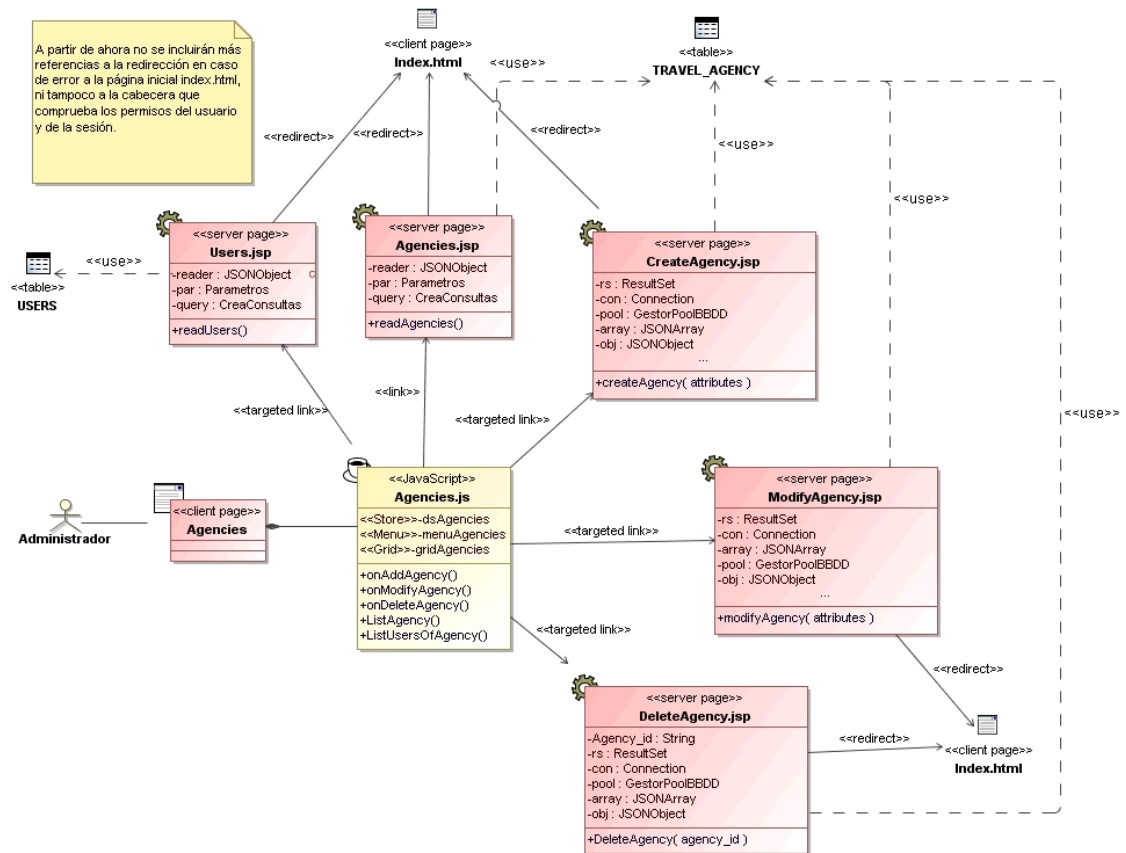 A partir de ahora no se incluirán más
referencias a la redirección en caso
de error a la página inicial index.html,
ni tampoco a la cabecera que
comprueba los permisos del usuario
y de la sesión.
<<client page>>
Index.html
<<use>>
<<table>>
TRAVEL_AGENCY
<<redirect>>
<<redirect>>
<<redirect>>
<<use>>
<<use>>
<<table>>
USERS
<<use>>
<<server page>>
Users.jsp
-reader : JSONObject
-par : Parametros
-query : CreaConsultas
+readUsers()
<<server page>>
Agencies.jsp
-reader : JSONObject
-par : Parametros
-query : CreaConsultas
+readAgencies()
<<server page>>
CreateAgency.jsp
-rs : ResultSet
-con : Connection
-pool : GestorPoolBBDD
-array : JSONArray
-obj : JSONObject
...
+createAgency( attributes )
<<targeted link>>
<<link>>
<<targeted link>>
<<use>>
Administrador
<<client page>>
Agencies
<<JavaScript>>
Agencies.js
<<Store>>-dsAgencies
<<Menu>>-menuAgencies
<<Grid>>-gridAgencies
+onAddAgency()
+onModifyAgency()
+onDeleteAgency()
+ListAgency()
+ListUsersOfAgency()
<<targeted link>>
<<server page>>
ModifyAgency.jsp
-rs : ResultSet
-con : Connection
-array : JSONArray
-pool : GestorPoolBBDD
-obj : JSONObject
...
+modifyAgency( attributes )
<<targeted link>>
<<redirect>>
<<server page>>
DeleteAgency.jsp
-Agency_id : String
-rs : ResultSet
-con : Connection
-pool : GestorPoolBBDD
-array : JSONArray
-obj : JSONObject
+DeleteAgency( agency_id )
<<redirect>>
<<client page>>
Index.html